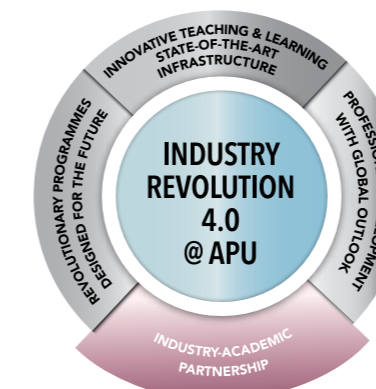 INNOVATIVE TEACHING & LEARNING
STATE-OF-THE-ART
INFRASTRUCTURE
REVOLUTIONARY PROGRAMMES
DESIGNED FOR THE FUTURE
INDUSTRY
REVOLUTION
4.0
@ APU
WITH GLOBAL OUTLOOK
INDUSTRY-ACADEMIC
PARTNERSHIP